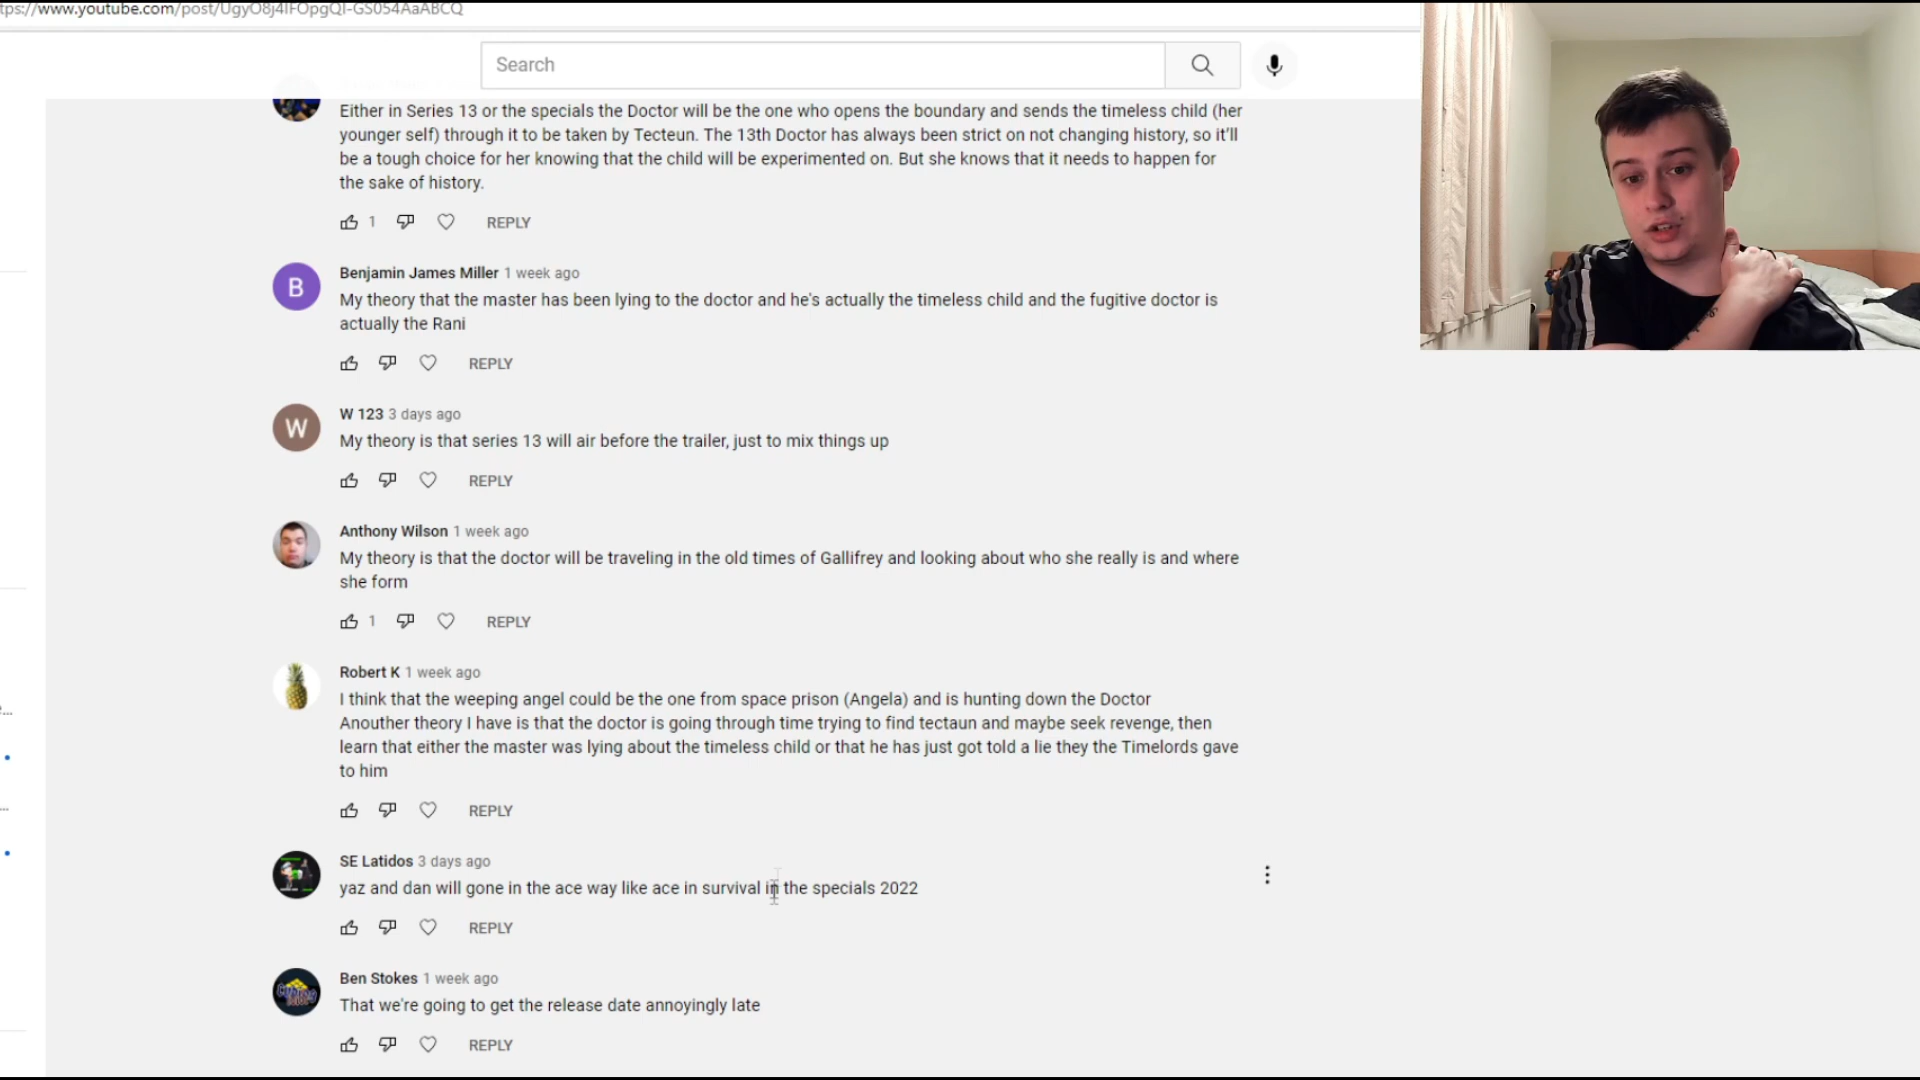 tps://www.youtube.com/post/UgyO8j4IFOpgQI-GS054AaABCQ
Search
Either in Series 13 or the specials the Doctor will be the one who opens the boundary and sends the timeless child (her
younger self) through it to be taken by Tecteun. The 13th Doctor has always been strict on not changing history, so it'll
be a tough choice for her knowing that the child will be experimented on. But she knows that it needs to happen for
the sake of history.
1 REPLY
B
Benjamin James Miller 1 week ago
My theory that the master has been lying to the doctor and he's actually the timeless child and the fugitive doctor is
actually the Rani
REPLY
W
W 123 3 days ago
My theory is that series 13 will air before the trailer, just to mix things up
REPLY
Anthony Wilson 1 week ago
My theory is that the doctor will be traveling in the old times of Gallifrey and looking about who she really is and where
she form
1 REPLY
Robert K 1 week ago
I think that the weeping angel could be the one from space prison (Angela) and is hunting down the Doctor
Anouther theory I have is that the doctor is going through time trying to find tectaun and maybe seek revenge, then
learn that either the master was lying about the timeless child or that he has just got told a lie they the Timelords gave
to him
REPLY
SE Latidos 3 days ago
yaz and dan will gone in the ace way like ace in survival in the specials 2022
REPLY
Ben Stokes 1 week ago
That we're going to get the release date annoyingly late
REPLY